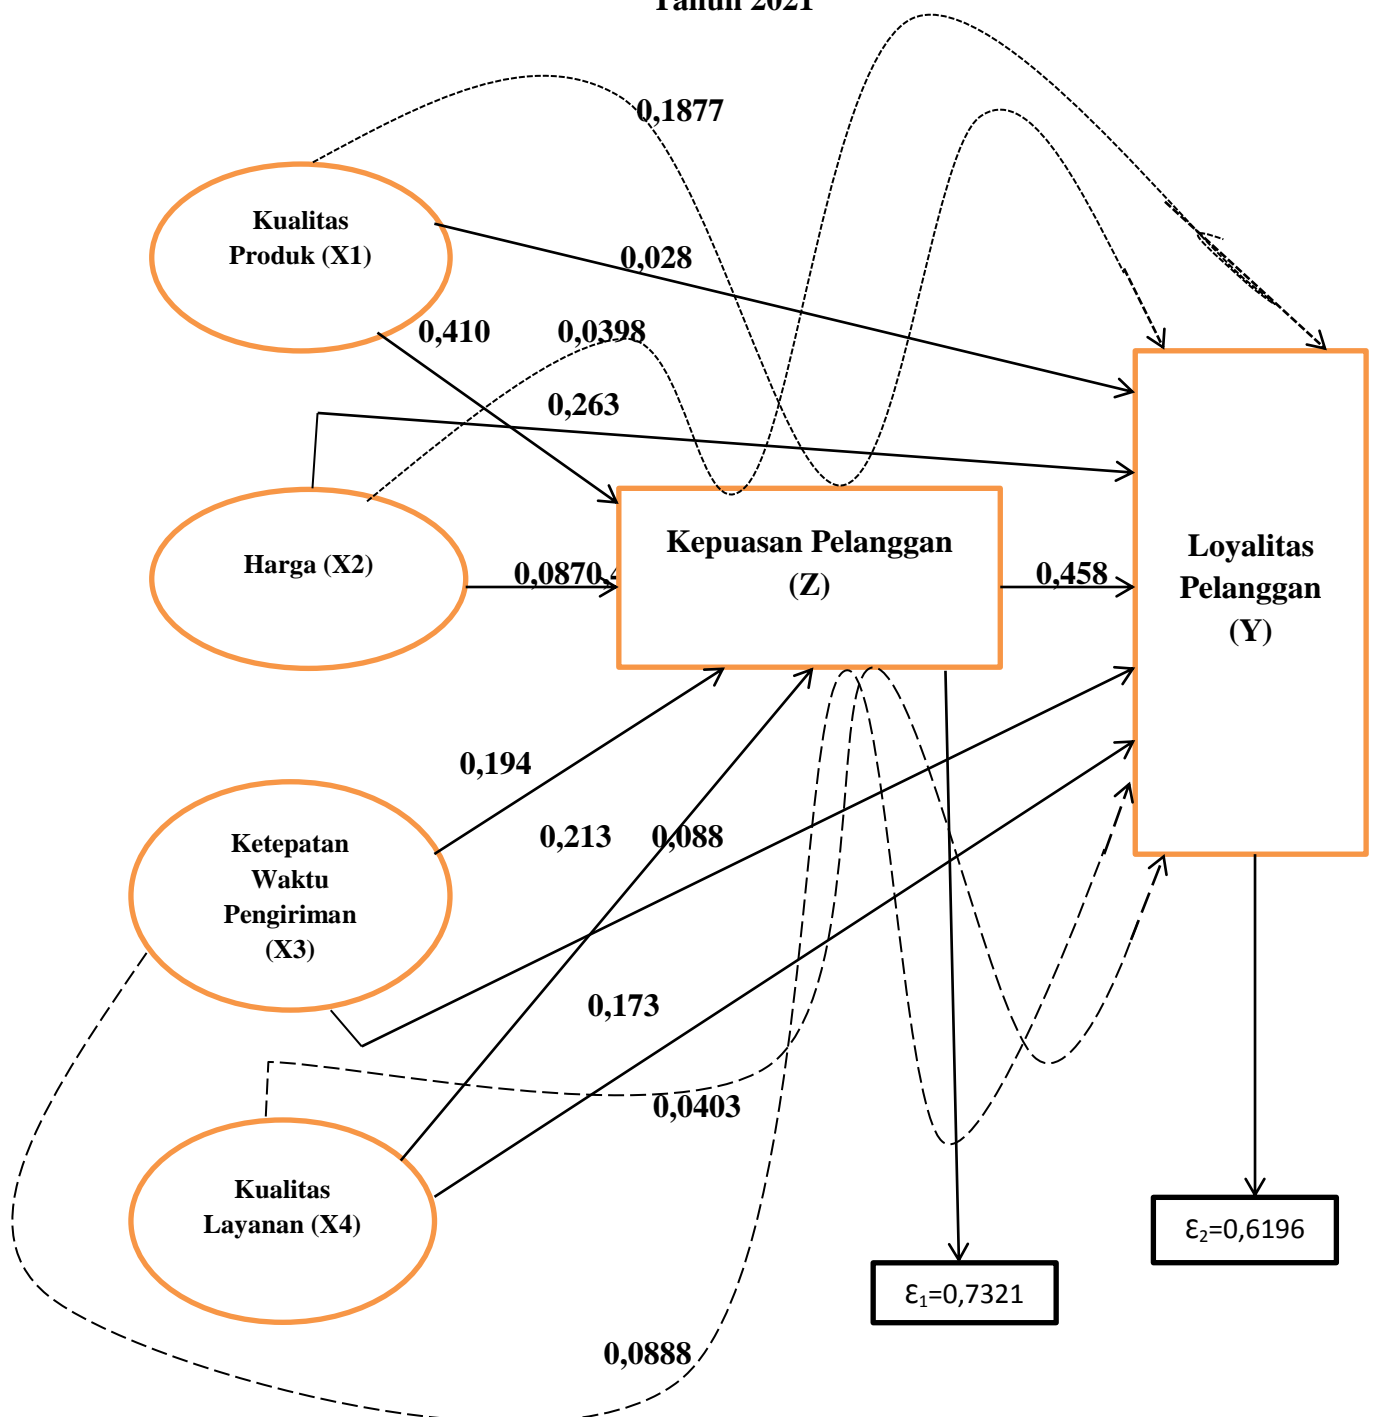 Tahun 2021
0,1877
Kualitas
Produk (X1)
0,028
0,410
0,0398
0,263
Harga (X2)
0,0870,
Kepuasan Pelanggan
(Z)
0,458
Loyalitas
Pelanggan
(Y)
0,194
0,213
0,088
Ketepatan
Waktu
Pengiriman
(X3)
0,173
0,0403
Kualitas
Layanan (X4)
Ɛ2=0,6196
Ɛ1=0,7321
0,0888